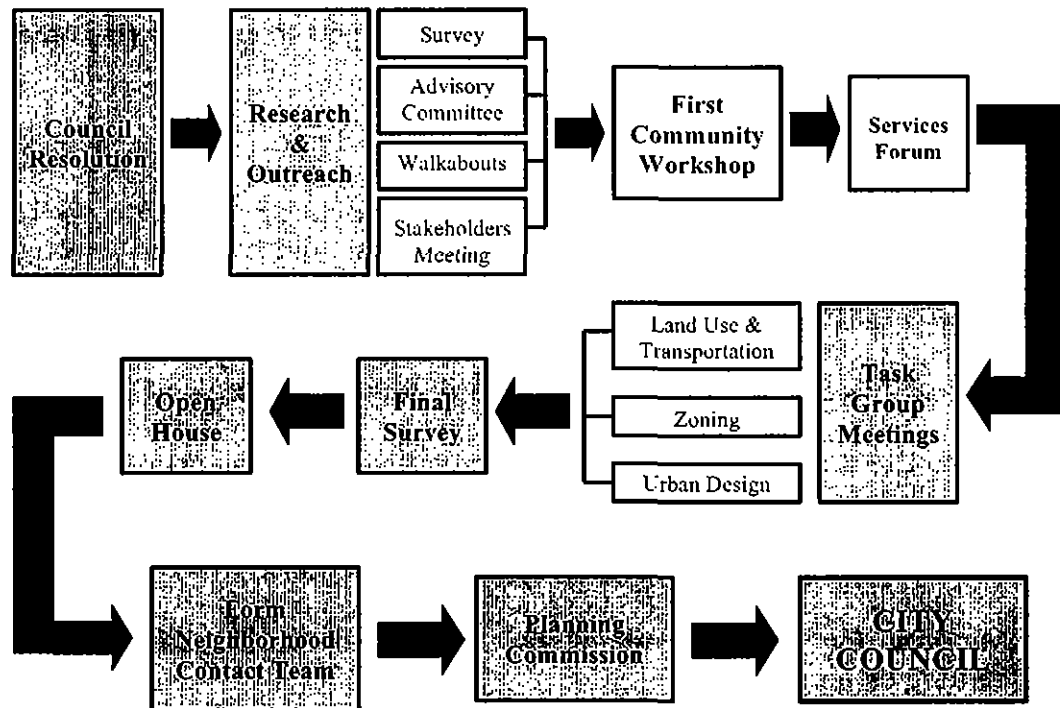 Council
Resolution
Research
&
Outreach
Survey
Advisory
Committee
Walkabouts
Stakeholders
Meeting
First
Community
Workshop
Services
Forum
Task
Group
Meetings
Land Use &
Transportation
Zoning
Urban Design
Final
Survey
Open
House
Form
Neighborhood
Contact Team
Planning
Commission
CITY
COUNCIL